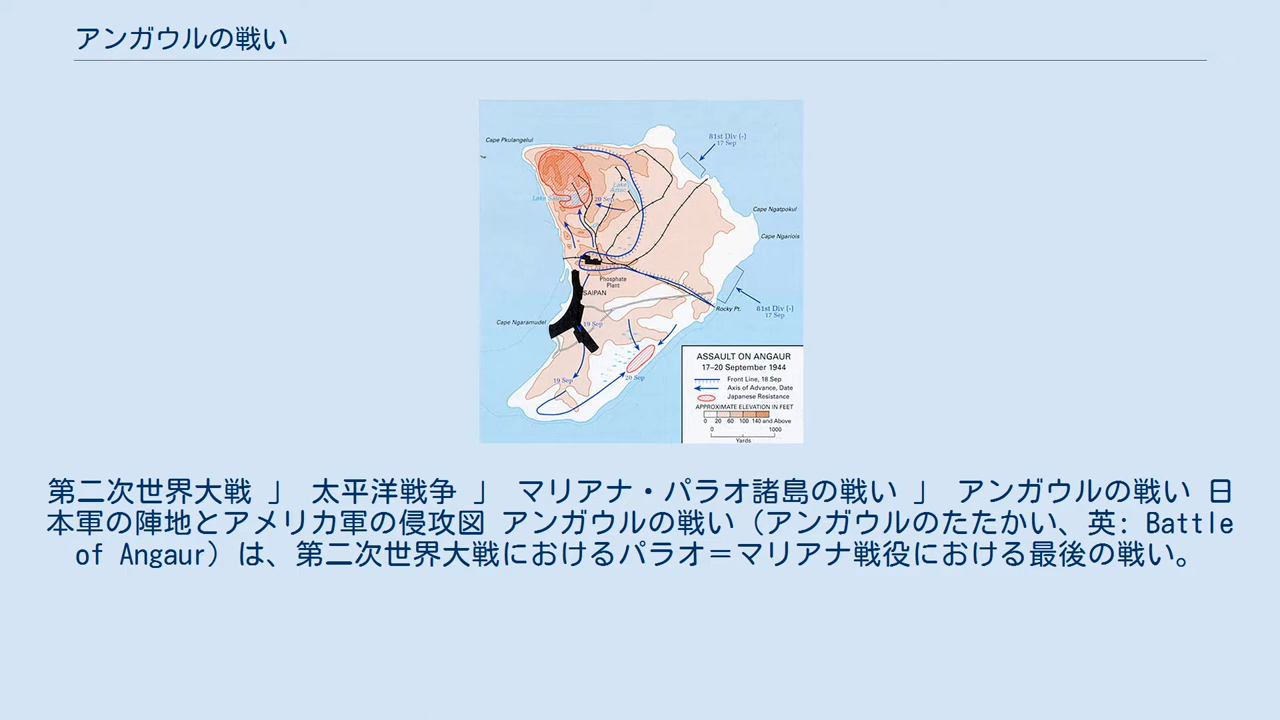 アンガウルの戦い
Cape Pkulangelul
81st Div (-)
17 Sep
Lake Aztec
Lake Salome
20 Sep
Cape Ngatpokul
Cape Ngariois
Phosphate
Plant
SAIPAN
Rocky Pt.
81st Div (-)
17 Sep
Cape Ngaramudel
19 Sep
19 Sep
20 Sep
ASSAULT ON ANGAUR
17–20 September 1944
Front Line, 18 Sep
Axis of Advance, Date
Japanese Resistance
APPROXIMATE ELEVATION IN FEET
0 20 60 100 140 and Above
0 1000
Yards
第二次世界大戦 」 太平洋戦争 」 マリアナ・パラオ諸島の戦い 」 アンガウルの戦い 日
本軍の陣地とアメリカ軍の侵攻図 アンガウルの戦い（アンガウルのたたかい、英: Battle
of Angaur）は、第二次世界大戦におけるパラオ＝マリアナ戦役における最後の戦い。